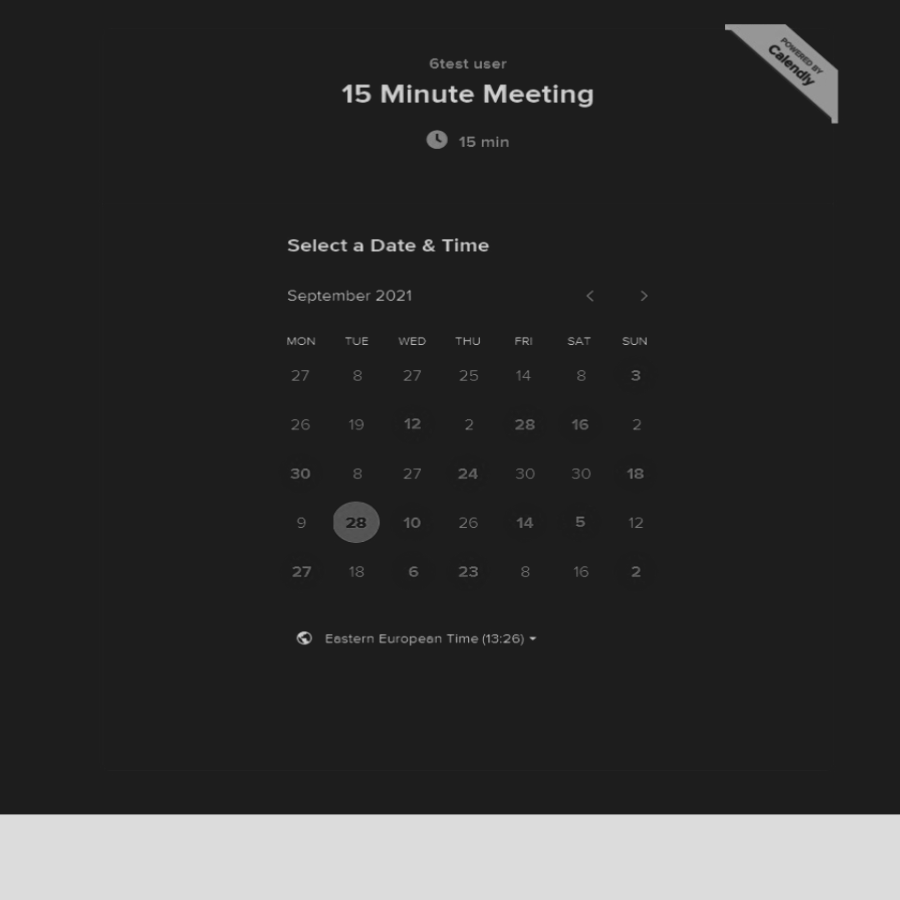 6test user
15 Minute Meeting
15 min
POWERED BY
Calendly
Select a Date & Time
September 2021
MON TUE WED THU FRI SAT SUN
27 8 27 25 14 8 3
26 19 12 2 28 16 2
30 8 27 24 30 30 18
9 28 10 26 14 5 12
27 18 6 23 8 16 2
Eastern European Time (13:26)